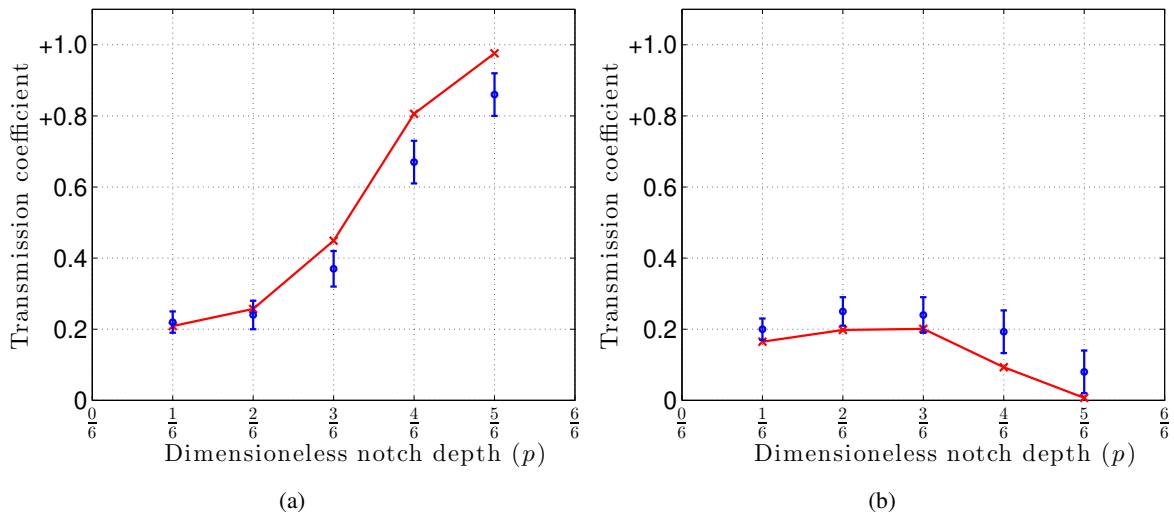 Transmission coefficient
+1.0
+0.8
0.6
0.4
0.2
0
0/6 1/6 2/6 3/6 4/6 5/6 6/6
Dimensioneless notch depth (p)
(a)
Transmission coefficient
+1.0
+0.8
0.6
0.4
0.2
0
0/6 1/6 2/6 3/6 4/6 5/6 6/6
Dimensioneless notch depth (p)
(b)